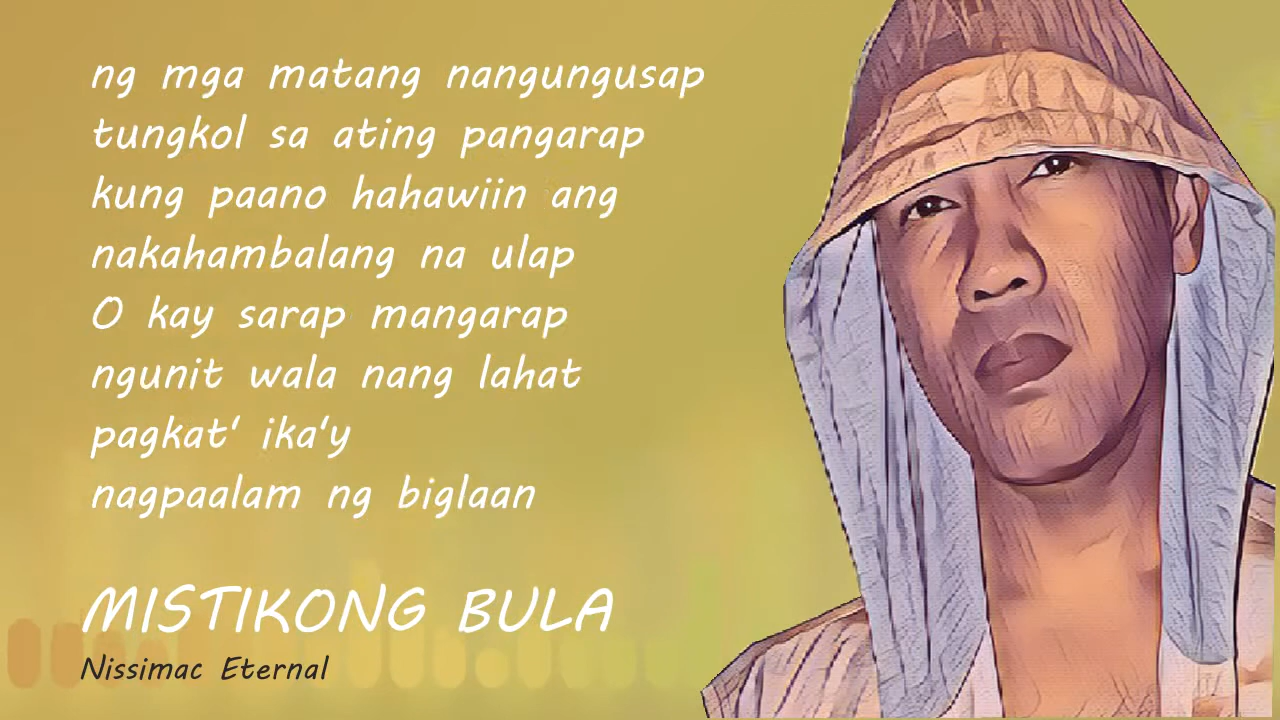 ng mga matang nangungusap
tungkol sa ating pangarap
kung paano hahawiin ang
nakahambalang na ulap
O kay sarap mangarap
ngunit wala nang lahat
pagkat‘ ika‘y
nagpaalam ng biglaan
MISTIKONG BULA
Nissimac Eternal